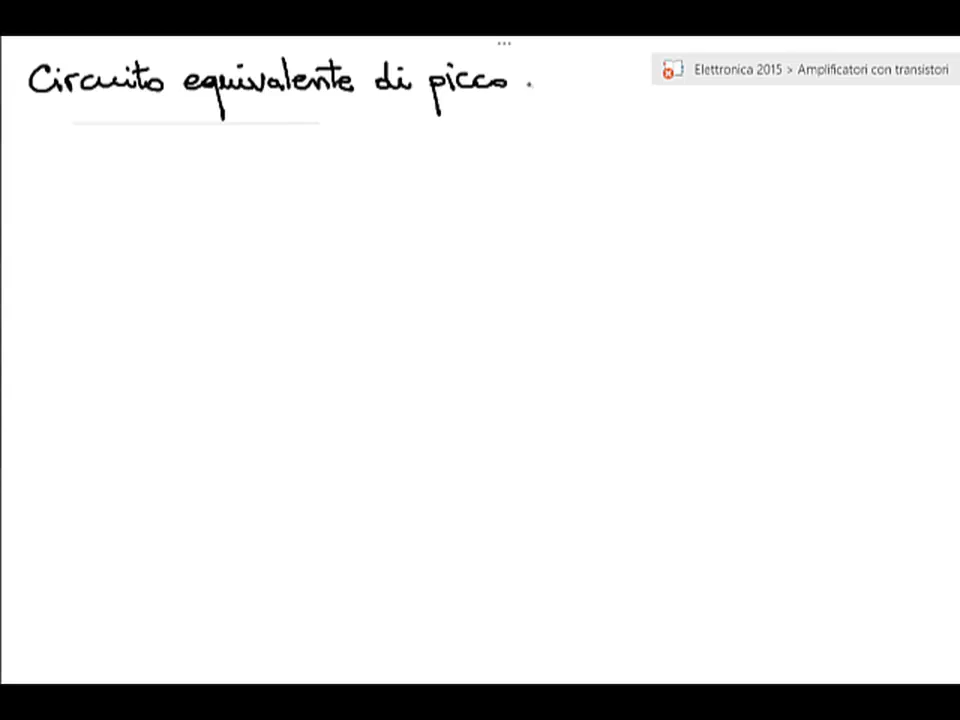 Circuito equivalente di picco
Elettronica 2015 > Amplificatori con transistori